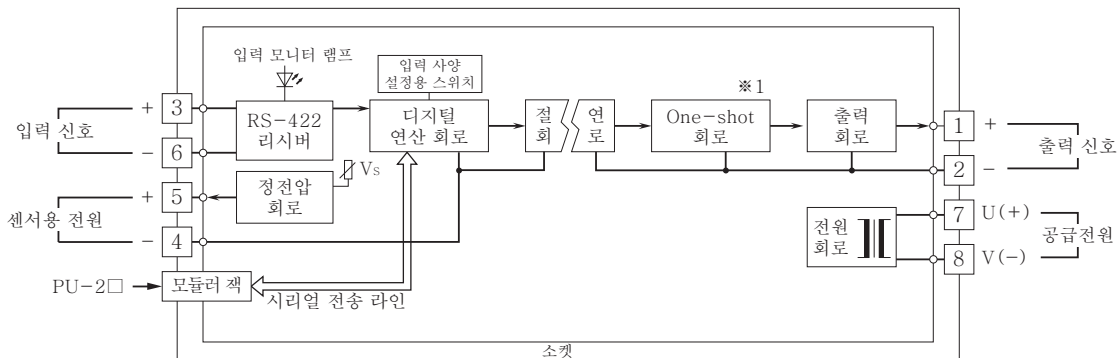 입력 모니터 램프
입력 사양
설정용 스위치
※1
+
3
입력 신호
-
6
RS-422
리시버
디지털
연산 회로
절 연
회 로
One-shot
회로
출력
회로
1
+
출력 신호
2
-
+
5
센서용 전원
-
4
정전압
회로
Vs
전원
회로
7
U(+)
공급전원
8
V(-)
PU-2□
모듈러 잭
시리얼 전송 라인
소켓